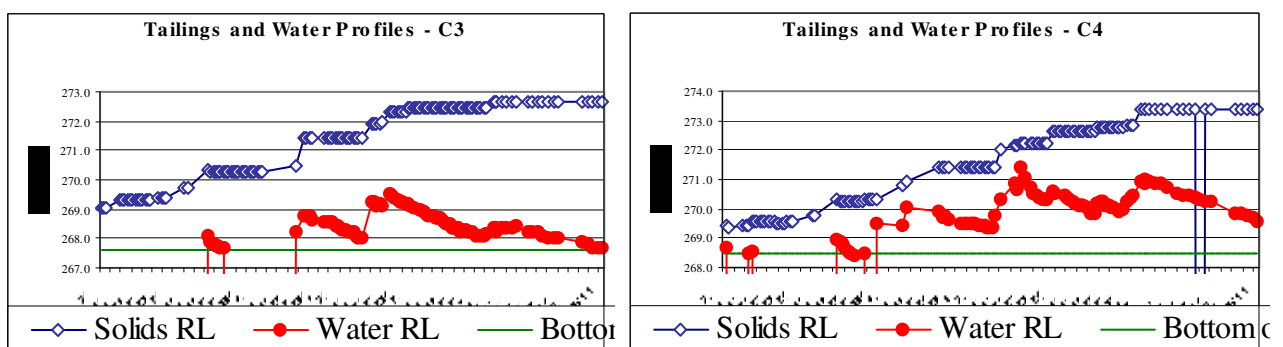 Tailings and Water Profiles - C3
273.0
272.0
271.0
270.0
269.0
268.0
267.0
Solids RL
Water RL
Botto
Tailings and Water Profiles - C4
274.0
273.0
272.0
271.0
270.0
269.0
268.0
Solids RL
Water RL
Bottom o